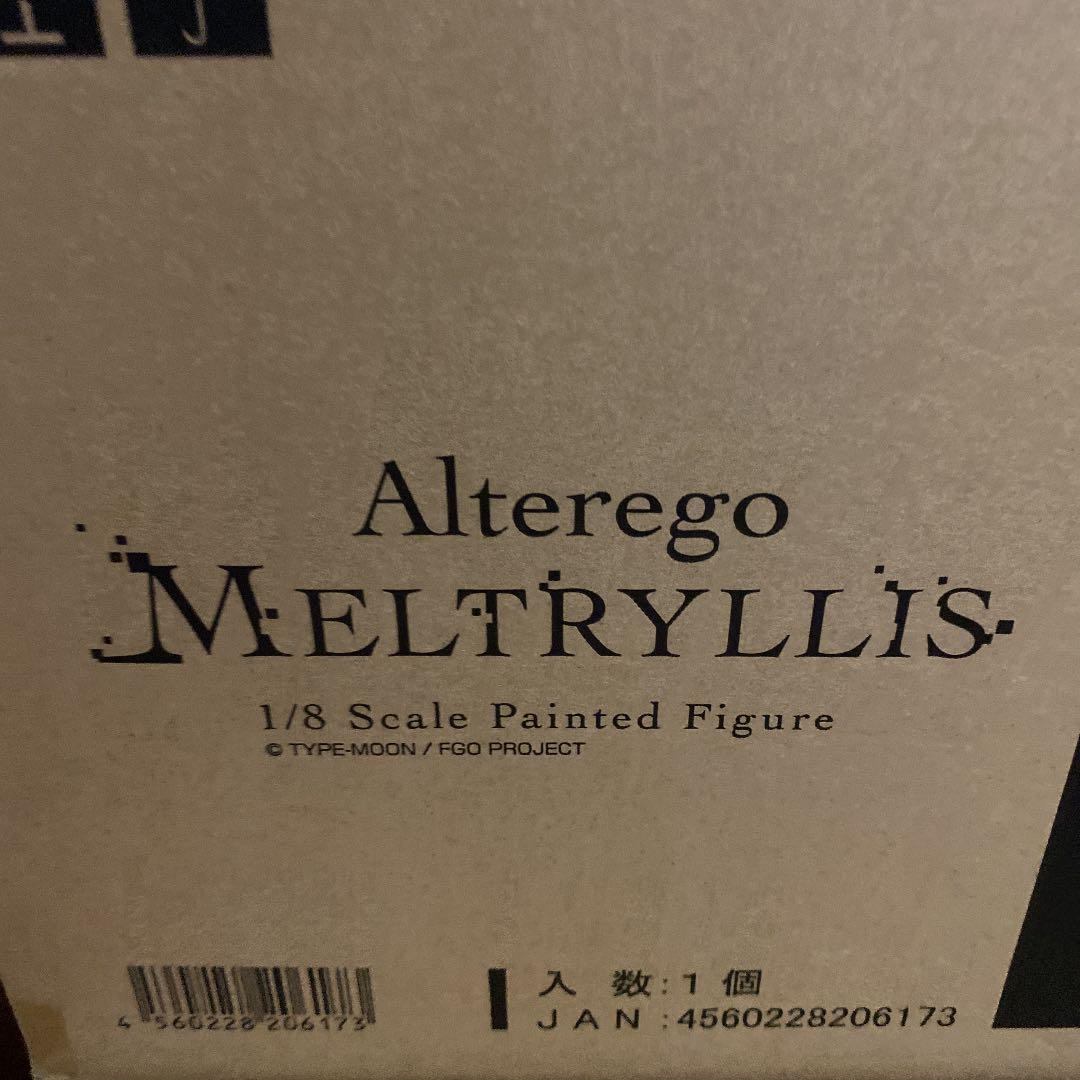 Alterego
MELTRYLLIS
1/8 Scale Painted Figure
© TYPE-MOON / FGO PROJECT
入 数:1 個
JAN :4560228206173
4 560228 206173